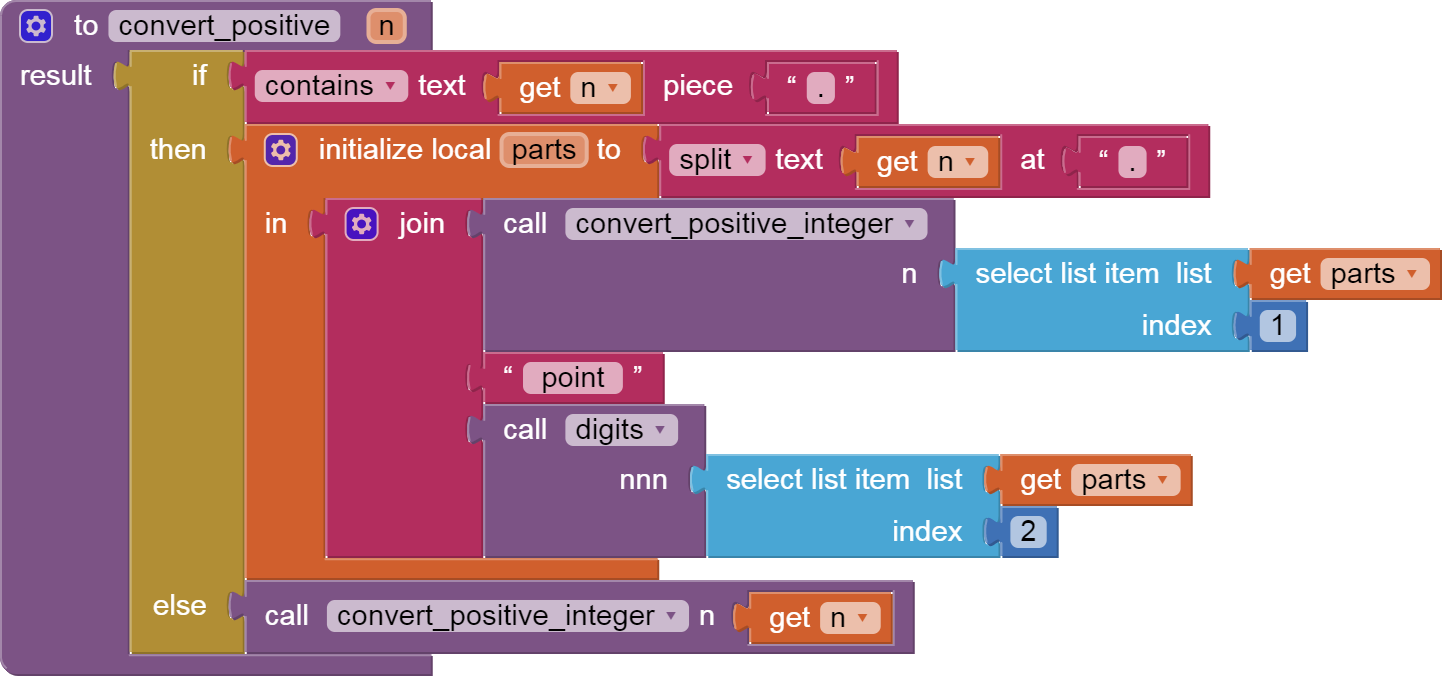 to convert_positive n
result if contains text get n piece “ . ”
then initialize local parts to split text get n at “ . ”
in join call convert_positive_integer
n select list item list get parts
index 1
“ point ”
call digits
nnn select list item list get parts
index 2
else call convert_positive_integer n get n